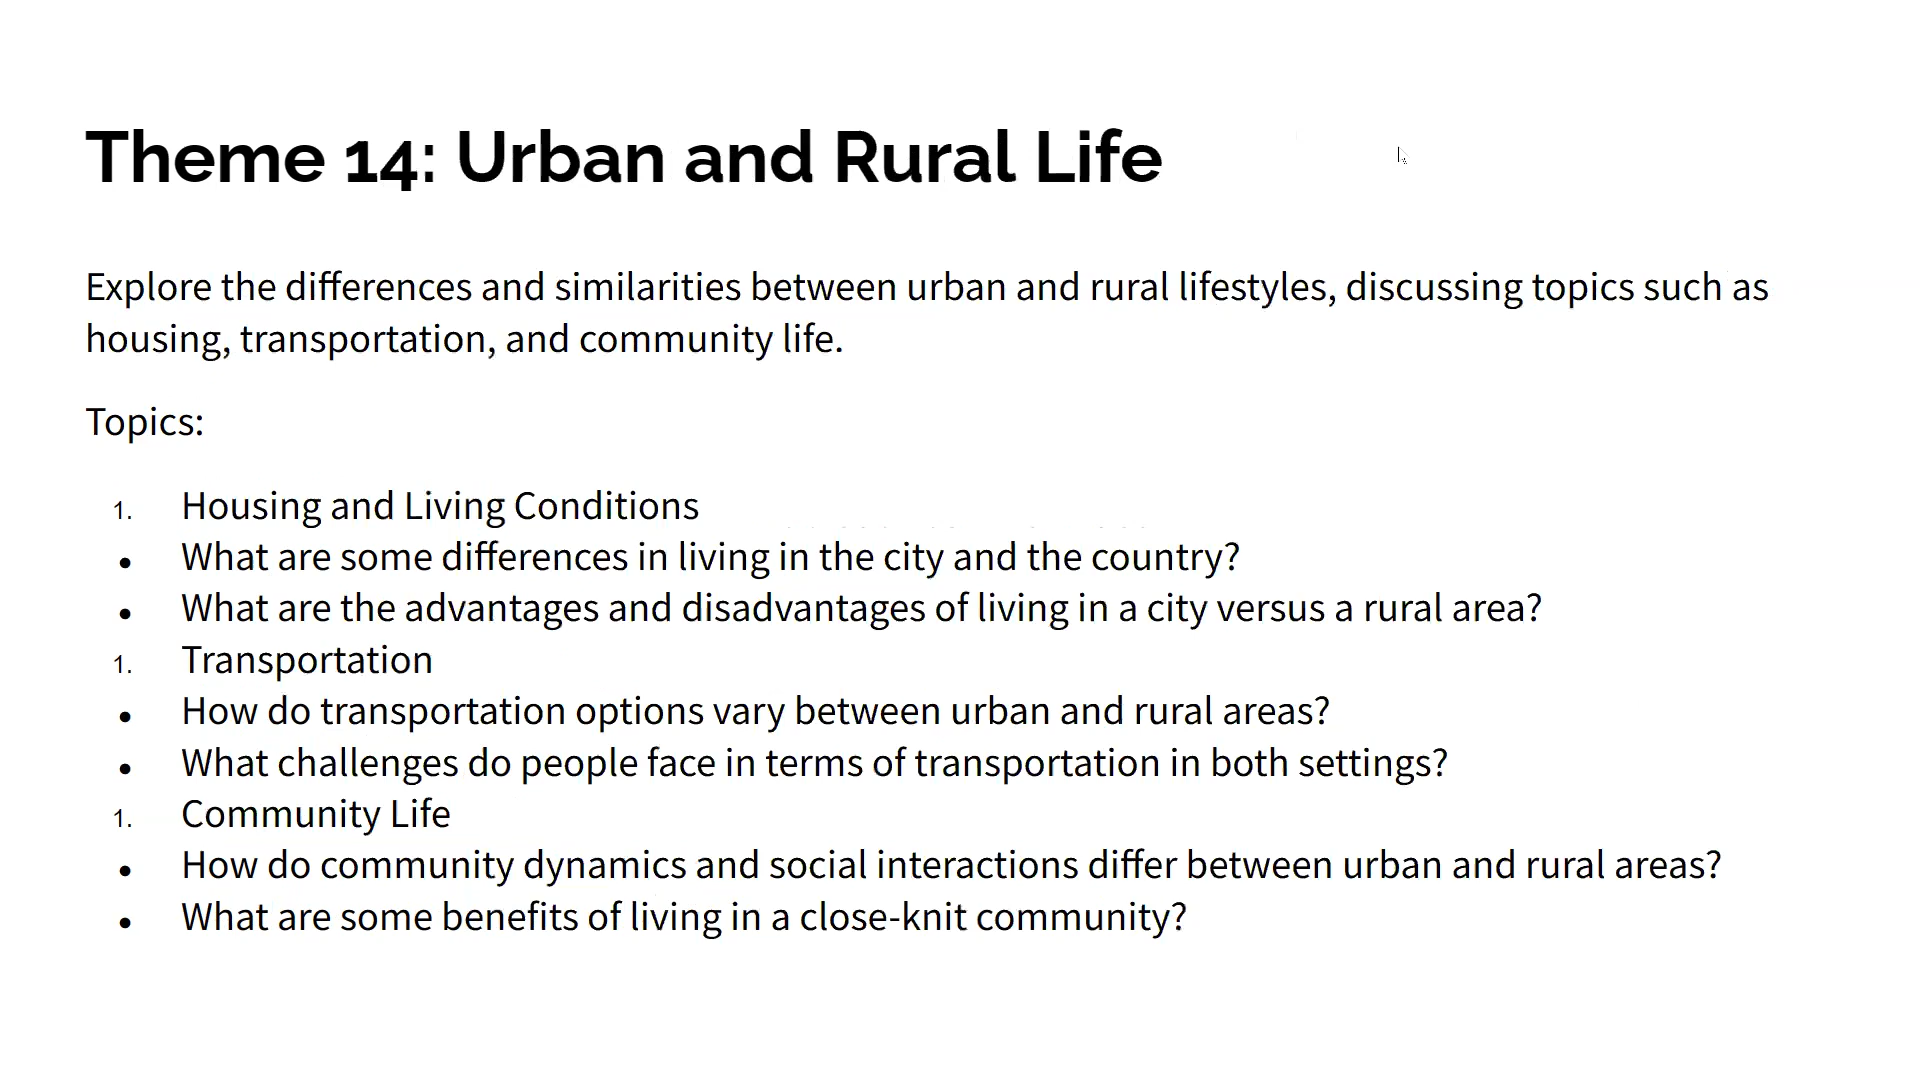 Theme 14: Urban and Rural Life
Explore the differences and similarities between urban and rural lifestyles, discussing topics such as
housing, transportation, and community life.
Topics:
1. Housing and Living Conditions
● What are some differences in living in the city and the country?
● What are the advantages and disadvantages of living in a city versus a rural area?
1. Transportation
● How do transportation options vary between urban and rural areas?
● What challenges do people face in terms of transportation in both settings?
1. Community Life
● How do community dynamics and social interactions differ between urban and rural areas?
● What are some benefits of living in a close-knit community?